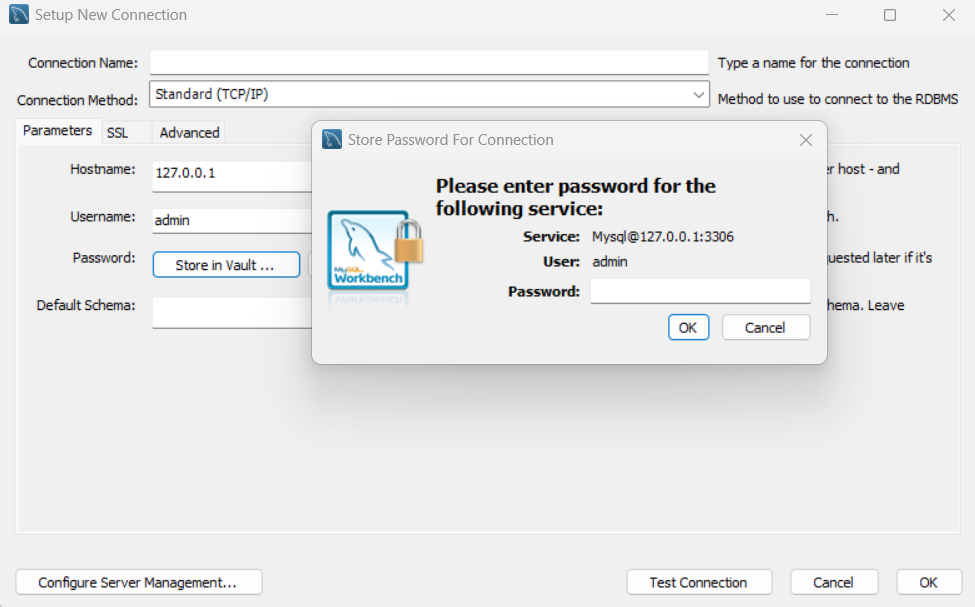 Setup New Connection
Connection Name:
Type a name for the connection
Connection Method:
Standard (TCP/IP)
Method to use to connect to the RDBMS
Parameters
SSL
Advanced
Hostname:
127.0.0.1
host - and
Username:
admin
Password:
Store in Vault ...
later if it's
Default Schema:
Leave
Store Password For Connection
Please enter password for the
following service:
Service:
Mysql@127.0.0.1:3306
User:
admin
Password:
OK
Cancel
MySQL
Workbench
Configure Server Management...
Test Connection
Cancel
OK